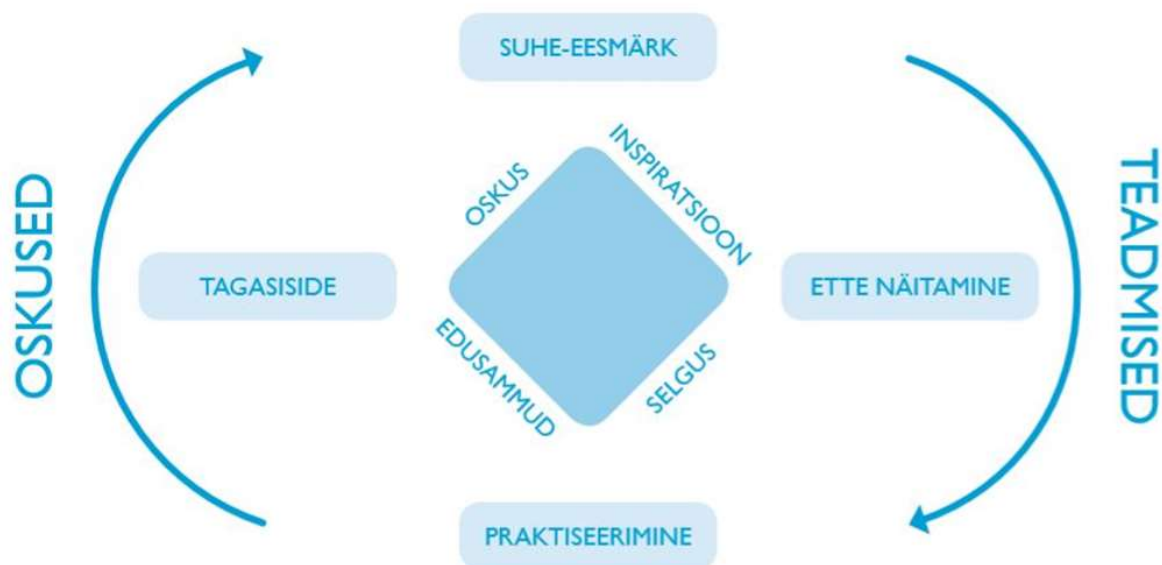 SUHE-EESMÄRK
OSKUSED
TEADMISED
OSKUS
INSPIRATSIOON
TAGASISIDE
ETTE NÄITAMINE
EDUSAMMUD
SELGUS
PRAKTISEERIMINE